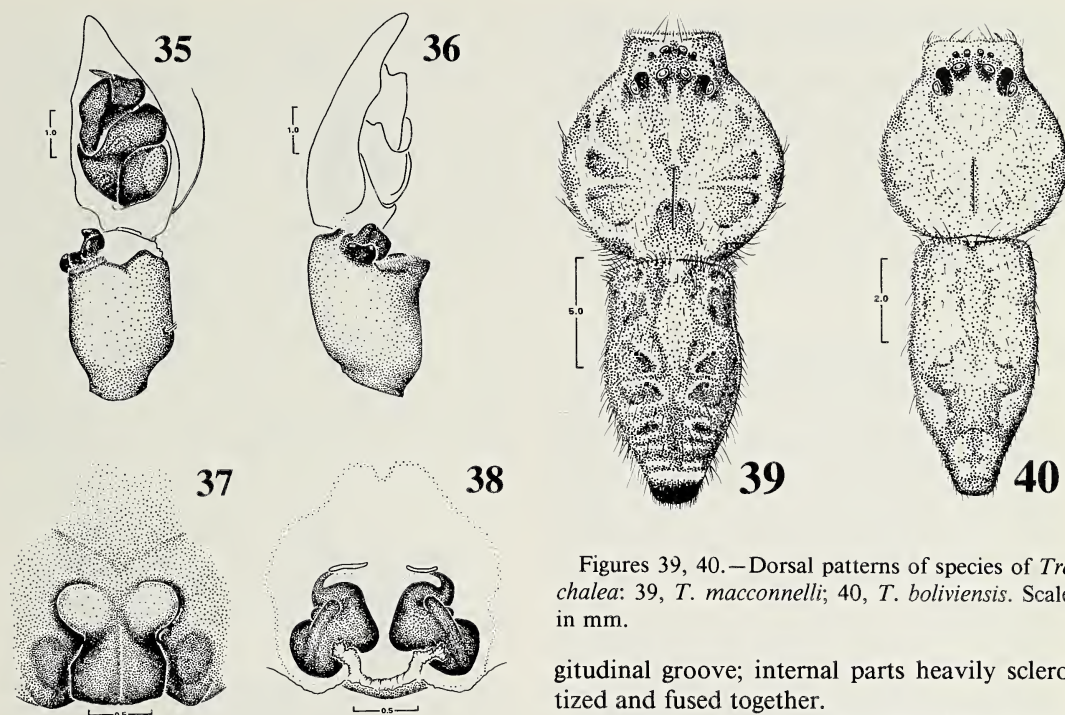 35
36
1.0
1.0
5.0
2.0
39
40
37
38
0.5
0.5
Figures 39, 40.—Dorsal patterns of species of Tre
chalea: 39, T. macconnelli; 40, T. boliviensis. Scale
in mm.
gitudinal groove; internal parts heavily sclero
tized and fused together.